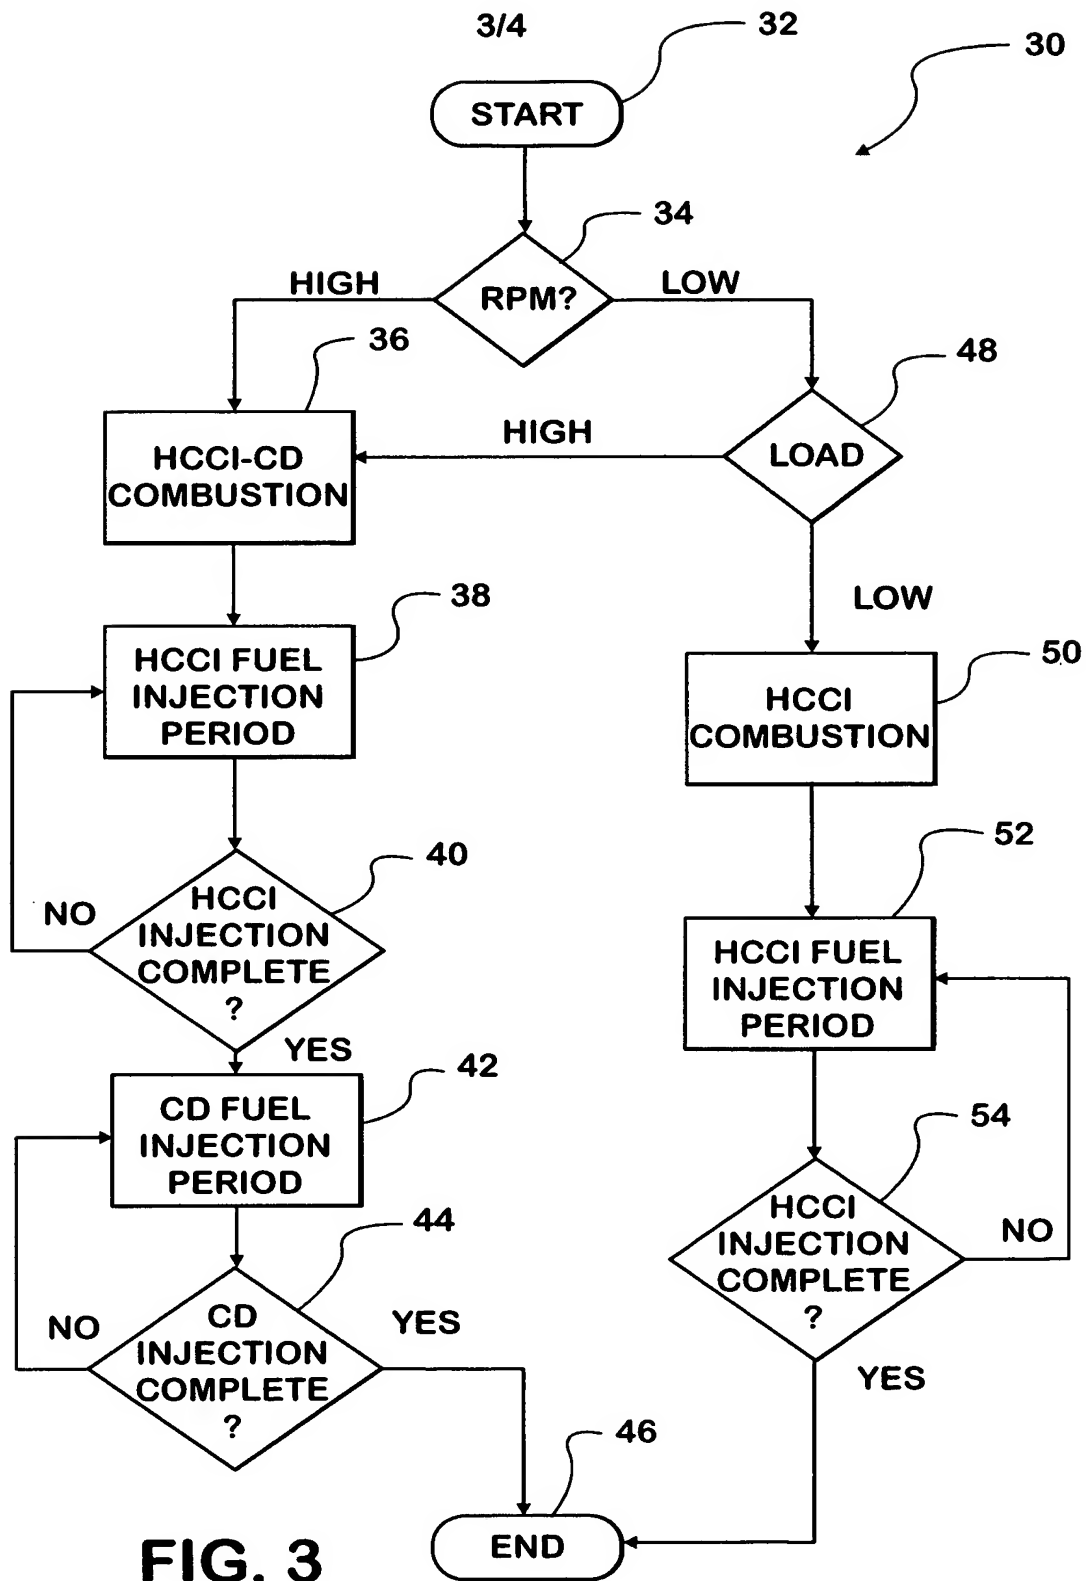 3/4
32
30
START
34
HIGH
RPM?
LOW
36
48
HCCI-CD
COMBUSTION
HIGH
LOAD
38
LOW
HCCI FUEL
INJECTION
PERIOD
50
HCCI
COMBUSTION
40
52
NO
HCCI
INJECTION
COMPLETE
?
HCCI FUEL
INJECTION
PERIOD
YES
42
CD FUEL
INJECTION
PERIOD
54
44
HCCI
INJECTION
COMPLETE
?
NO
NO
CD
INJECTION
COMPLETE
?
YES
YES
46
END
FIG. 3